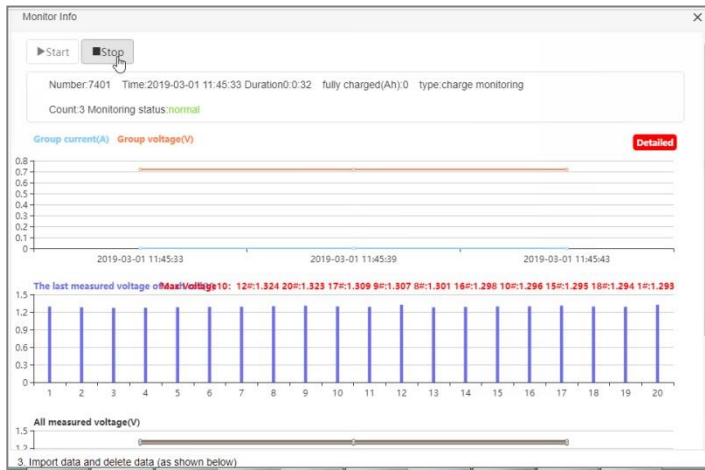 Monitor Info
Start Stop
Number:7401 Time:2019-03-01 11:45:33 Duration0:0:32 fully charged(Ah):0 type:charge monitoring
Count:3 Monitoring status:normal
Group current(A) Group voltage(V) Detailed
0.8
0.7
0.6
0.5
0.4
0.3
0.2
0.1
0
2019-03-01 11:45:33 2019-03-01 11:45:39 2019-03-01 11:45:43
The last measured voltage of Max Voltage10: 12#:1.324 20#:1.323 17#:1.309 9#:1.307 8#:1.301 16#:1.298 10#:1.296 15#:1.295 18#:1.294 1#:1.293
1.5
1.2
0.9
0.6
0.3
0
1 2 3 4 5 6 7 8 9 10 11 12 13 14 15 16 17 18 19 20
All measured voltage(V)
1.5
1.2
3. Import data and delete data (as shown below)